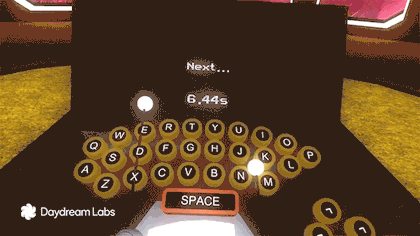 Next...
6.44s
Q W E R T Y U I O P
A S D F G H J K L
Z X C V B N M
SPACE
Daydream Labs